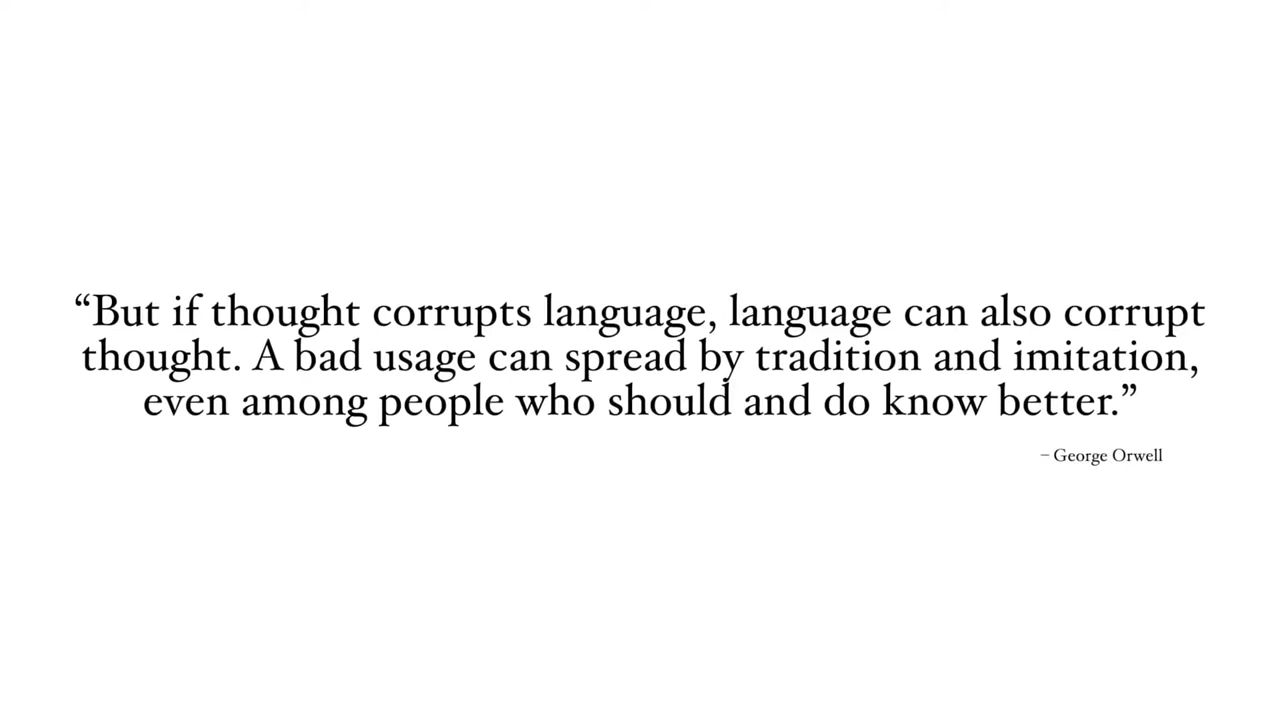 “But if thought corrupts language, language can also corrupt
thought. A bad usage can spread by tradition and imitation,
even among people who should and do know better.”
– George Orwell